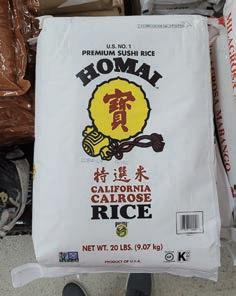 U.S. NO. 1
PREMIUM SUSHI RICE
HOMAI
寶
特選米
CALIFORNIA
CALROSE
RICE
NET WT. 20 LBS. (9.07 kg)
PRODUCT OF U.S.A.
K